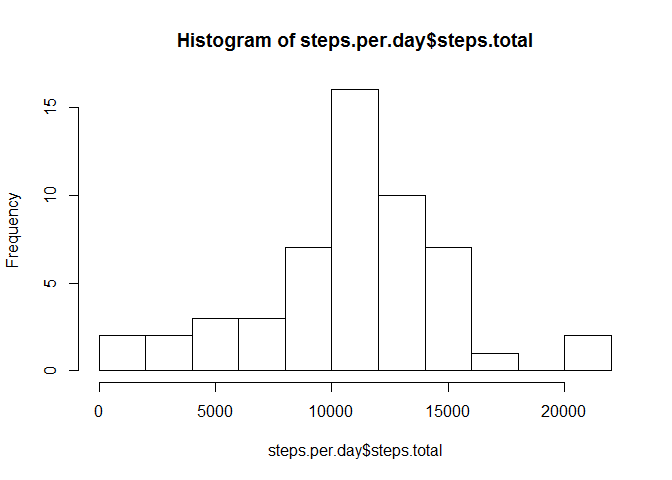 Histogram of steps.per.day$steps.total
Frequency
15
10
5
0
0 5000 10000 15000 20000
steps.per.day$steps.total